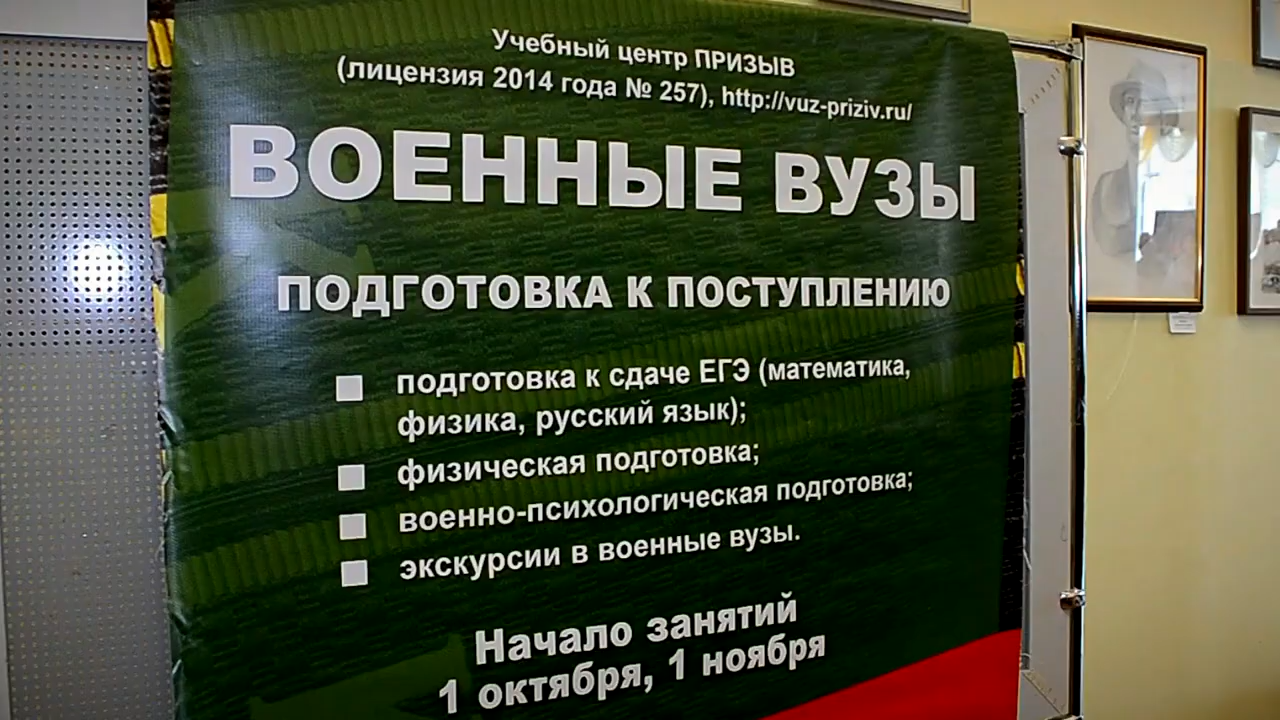 Учебный центр ПРИЗЫВ
(лицензия 2014 года № 257), http://vuz-priziv.ru/
ВОЕННЫЕ ВУЗЫ
ПОДГОТОВКА К ПОСТУПЛЕНИЮ
подготовка к сдаче ЕГЭ (математика,
физика, русский язык);
физическая подготовка;
военно-психологическая подготовка;
экскурсии в военные вузы.
Начало занятий
1 октября, 1 ноября